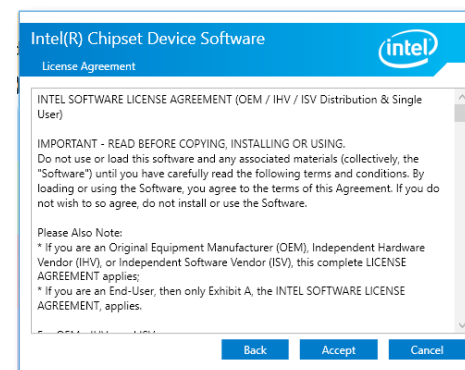 Intel(R) Chipset Device Software
intel
License Agreement
INTEL SOFTWARE LICENSE AGREEMENT (OEM / IHV / ISV Distribution & Single
User)
IMPORTANT - READ BEFORE COPYING, INSTALLING OR USING.
Do not use or load this software and any associated materials (collectively, the
"Software") until you have carefully read the following terms and conditions. By
loading or using the Software, you agree to the terms of this Agreement. If you do
not wish to so agree, do not install or use the Software.
Please Also Note:
* If you are an Original Equipment Manufacturer (OEM), Independent Hardware
Vendor (IHV), or Independent Software Vendor (ISV), this complete LICENSE
AGREEMENT applies;
* If you are an End-User, then only Exhibit A, the INTEL SOFTWARE LICENSE
AGREEMENT, applies.
Back
Accept
Cancel